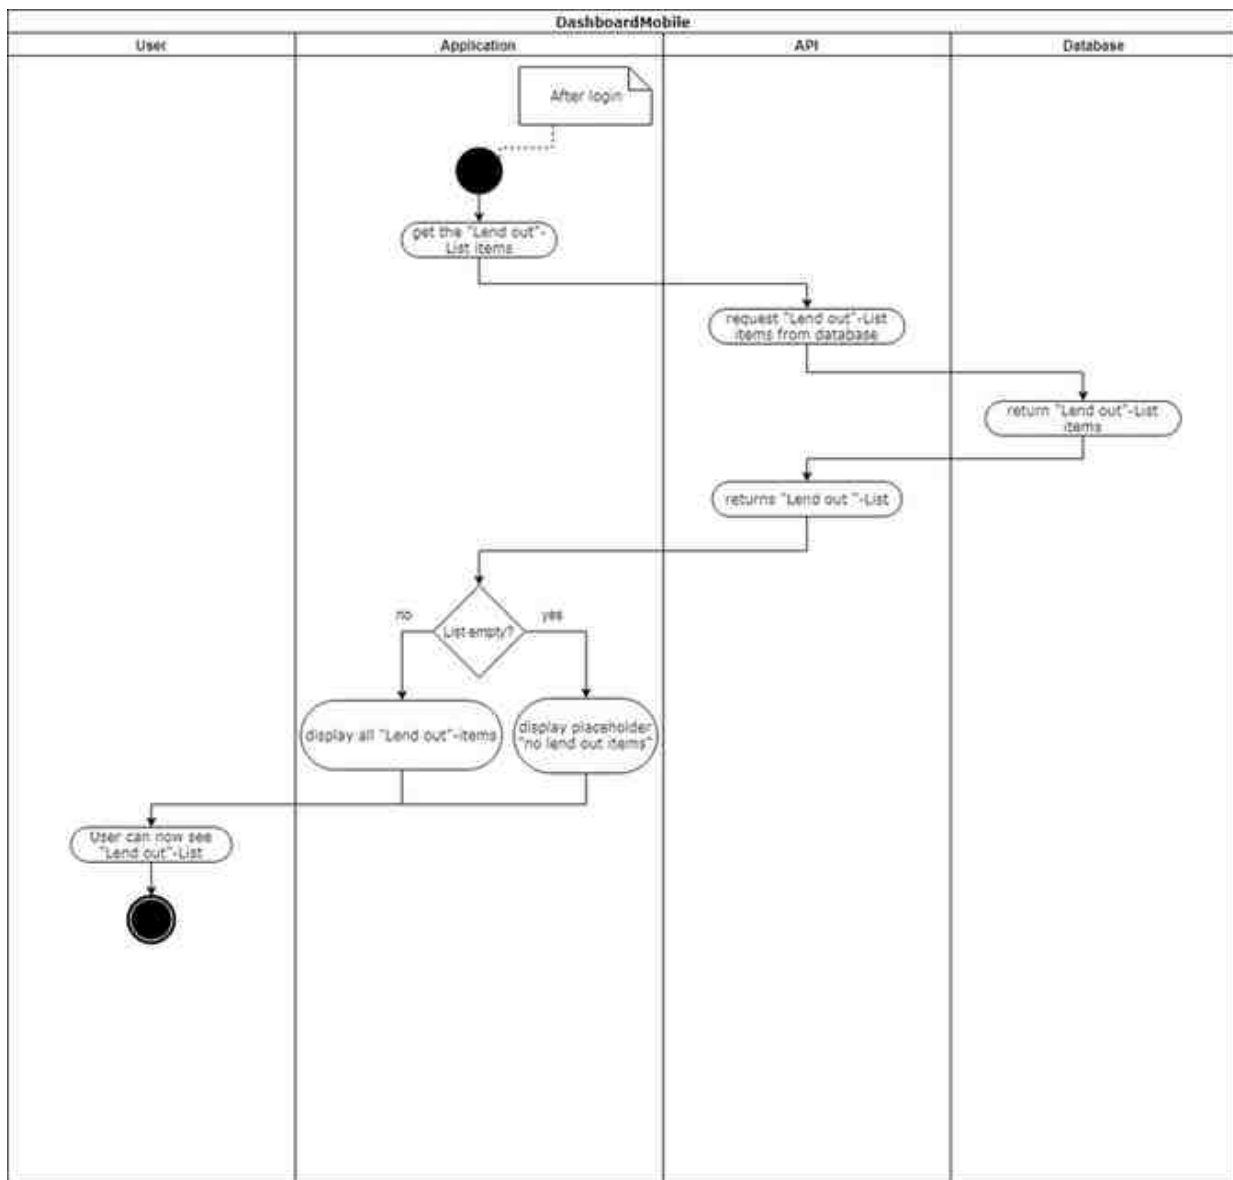 DashboardMobile
User
Application
API
Database
After login
get the "Lend out"-
List items
request "Lend out"-List
items from database
return "Lend out"-List
items
returns "Lend out "-List
no
yes
List empty?
display all "Lend out"-items
display placeholder
"no lend out items"
User can now see
"Lend out"-List